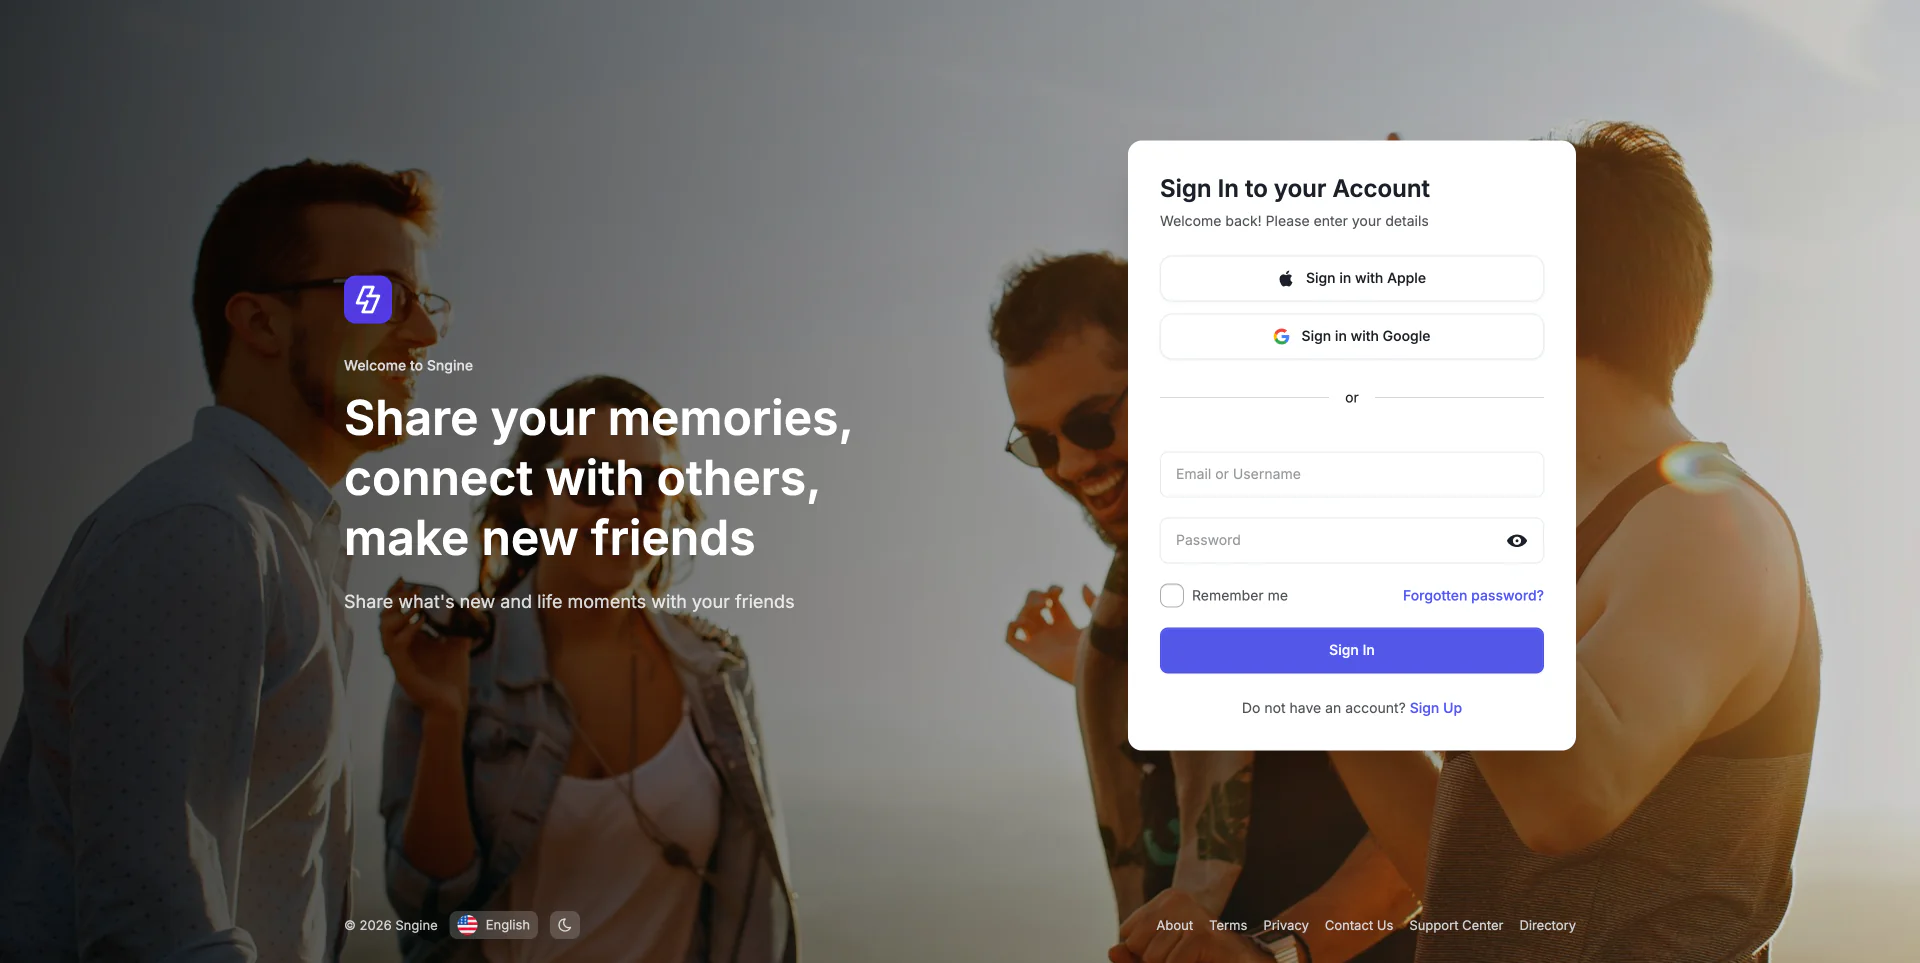 Welcome to Sngine
Share your memories,
connect with others,
make new friends
Share what's new and life moments with your friends
Sign In to your Account
Welcome back! Please enter your details
Sign in with Apple
Sign in with Google
or
Email or Username
Password
Remember me
Forgotten password?
Sign In
Do not have an account? Sign Up
© 2026 Sngine
English
About
Terms
Privacy
Contact Us
Support Center
Directory